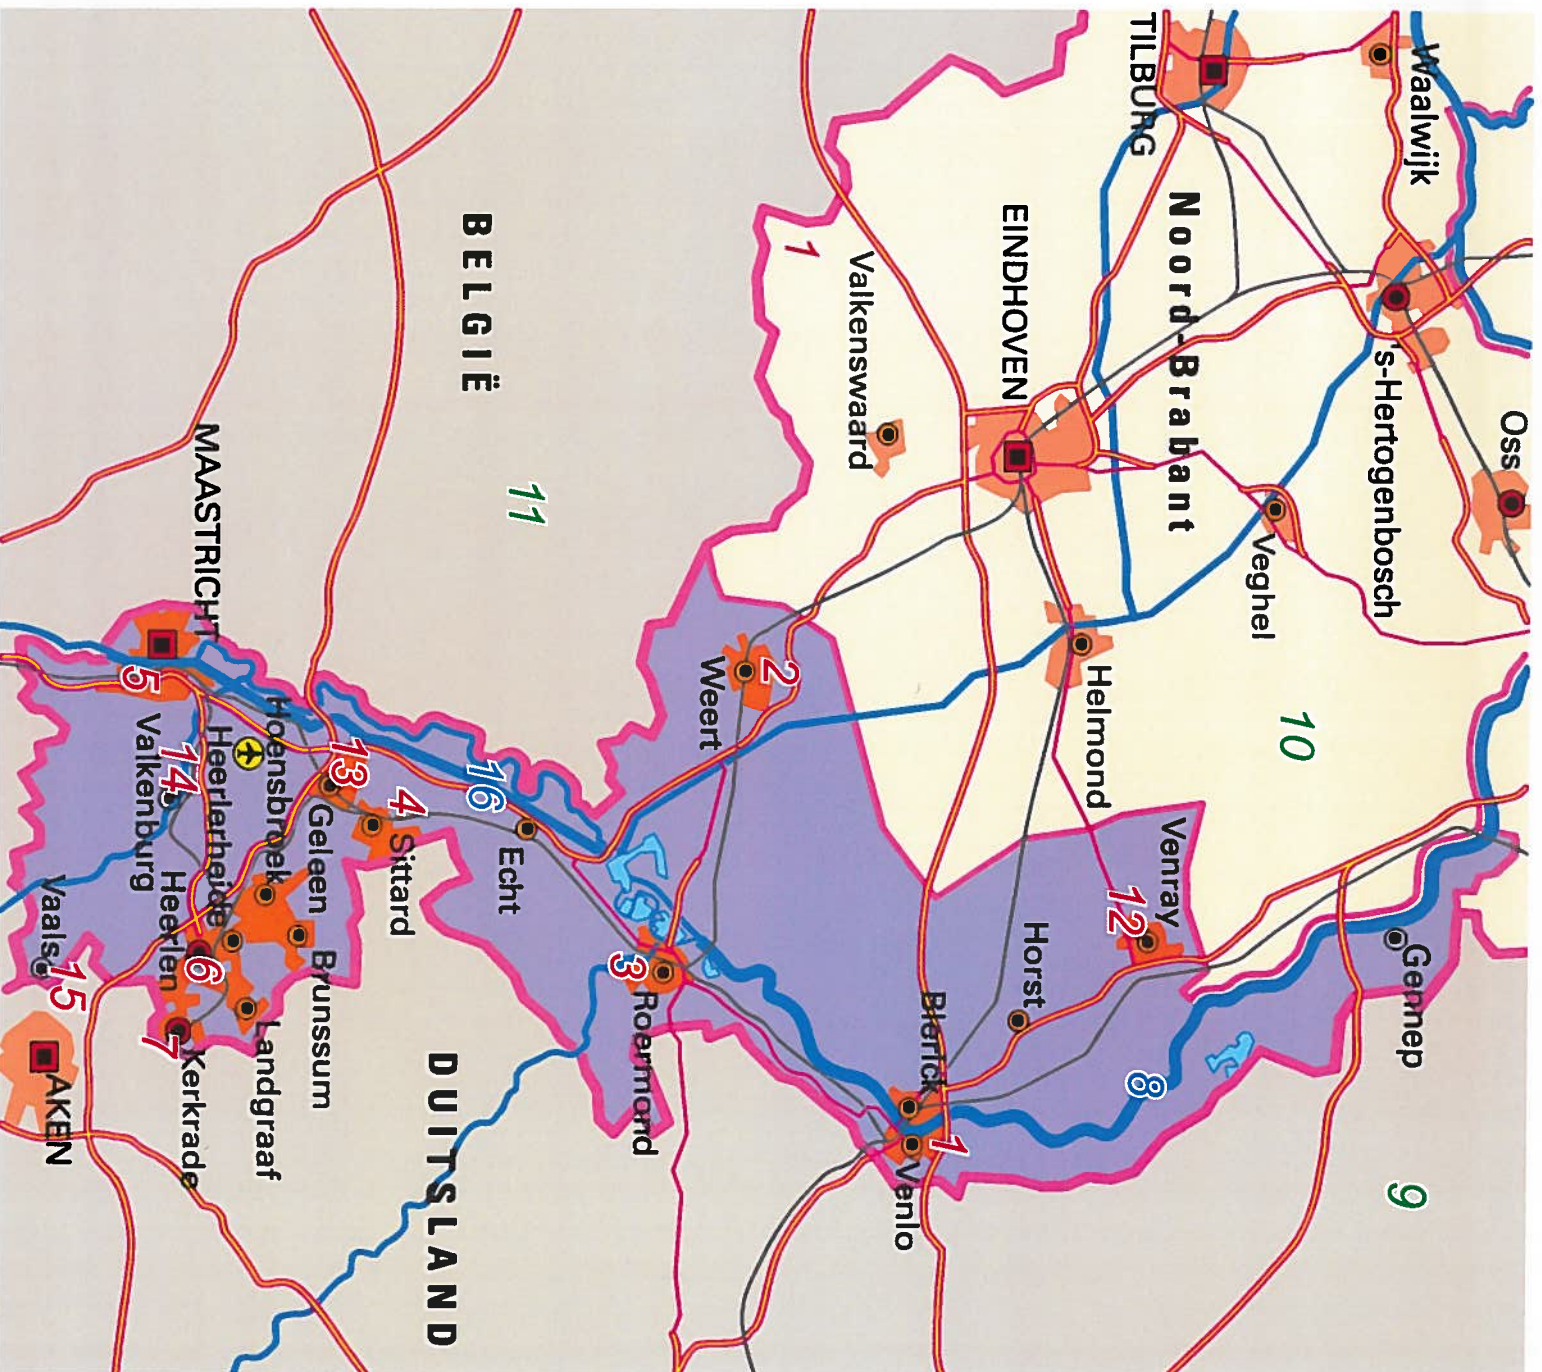 Waalwijk
TILBURG
Oss
's-Hertogenbosch
Noord-Brabant
Veghel
EINDHOVEN
Helmond
1
Valkenswaard
10
Gennep
9
Venray
12
Horst
8
BELGIË
11
2
Weert
Blerick
1
Venlo
3
Roermond
16
Echt
4
Sittard
13
Geleen
Hoensbroek
Brunssum
MAASTRICHT
5
Heerlerheide
Landgraaf
14
Valkenburg
Heerlen
6
7
Kerkrade
Vaals
15
AKEN
DUITSLAND